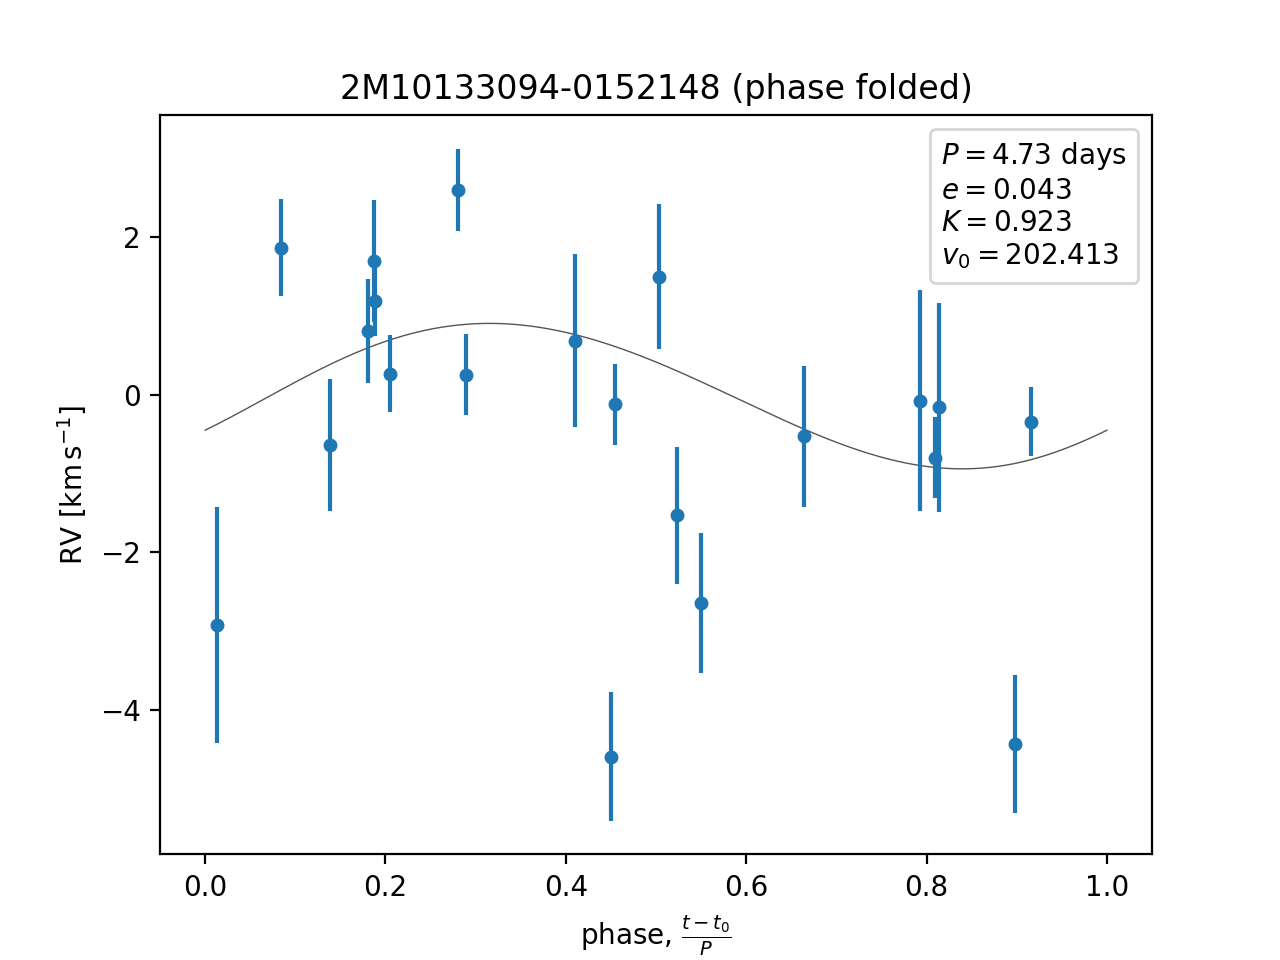 2M10133094-0152148 (phase folded)
P = 4.73 days
e = 0.043
K = 0.923
v₀ = 202.413
RV [km s⁻¹]
2
0
−2
−4
0.0 0.2 0.4 0.6 0.8 1.0
phase, (t − t₀)/P